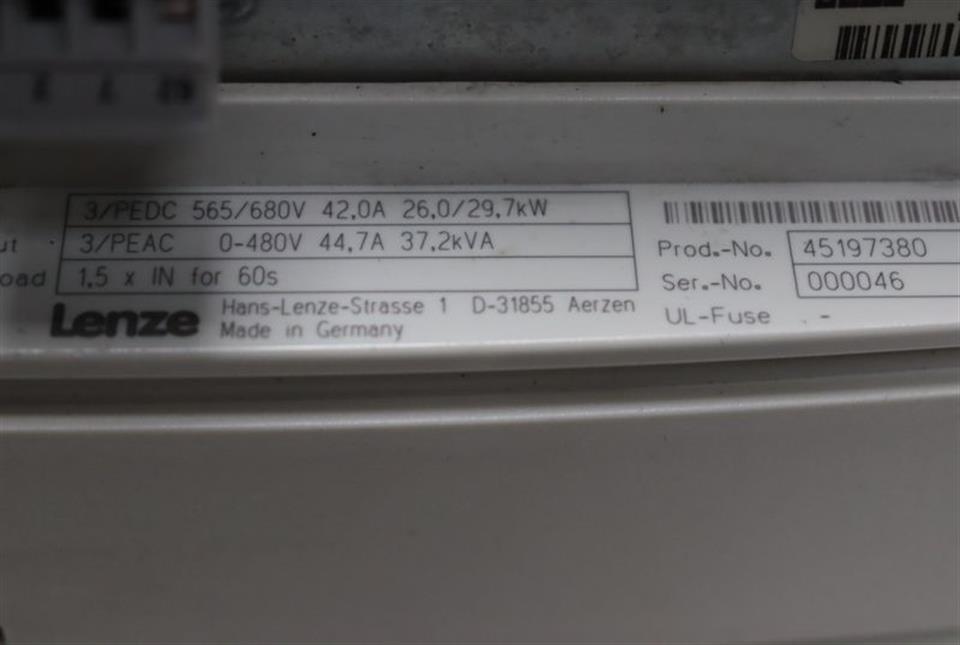 3/PEDC 565/680V 42,0A 26,0/29,7kW
ut 3/PEAC 0-480V 44,7A 37,2kVA
oad 1,5 x IN for 60s
Lenze Hans-Lenze-Strasse 1 D-31855 Aerzen
Made in Germany
Prod.-No. 45197380
Ser.-No. 000046
UL-Fuse -